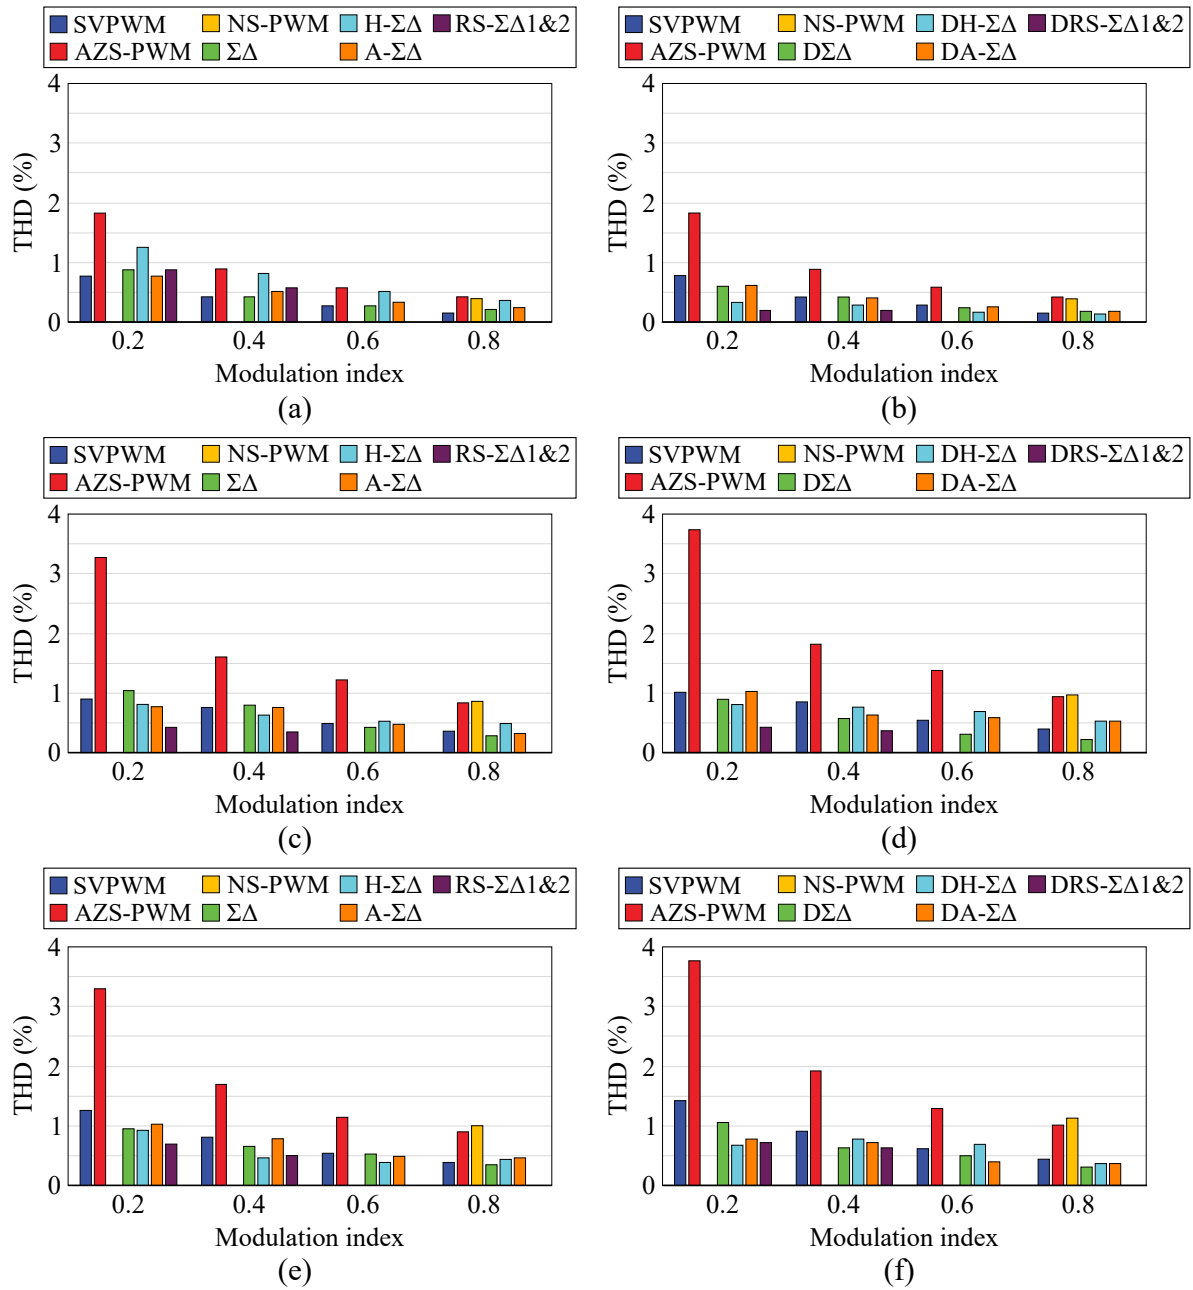 SVPWM NS-PWM H-ΣΔ RS-ΣΔ1&2
AZS-PWM ΣΔ A-ΣΔ
4
3
2
1
0
THD (%)
0.2 0.4 0.6 0.8
Modulation index
(a)
SVPWM NS-PWM DH-ΣΔ DRS-ΣΔ1&2
AZS-PWM DΣΔ DA-ΣΔ
4
3
2
1
0
THD (%)
0.2 0.4 0.6 0.8
Modulation index
(b)
SVPWM NS-PWM H-ΣΔ RS-ΣΔ1&2
AZS-PWM ΣΔ A-ΣΔ
4
3
2
1
0
THD (%)
0.2 0.4 0.6 0.8
Modulation index
(c)
SVPWM NS-PWM DH-ΣΔ DRS-ΣΔ1&2
AZS-PWM DΣΔ DA-ΣΔ
4
3
2
1
0
THD (%)
0.2 0.4 0.6 0.8
Modulation index
(d)
SVPWM NS-PWM H-ΣΔ RS-ΣΔ1&2
AZS-PWM ΣΔ A-ΣΔ
4
3
2
1
0
THD (%)
0.2 0.4 0.6 0.8
Modulation index
(e)
SVPWM NS-PWM DH-ΣΔ DRS-ΣΔ1&2
AZS-PWM DΣΔ DA-ΣΔ
4
3
2
1
0
THD (%)
0.2 0.4 0.6 0.8
Modulation index
(f)